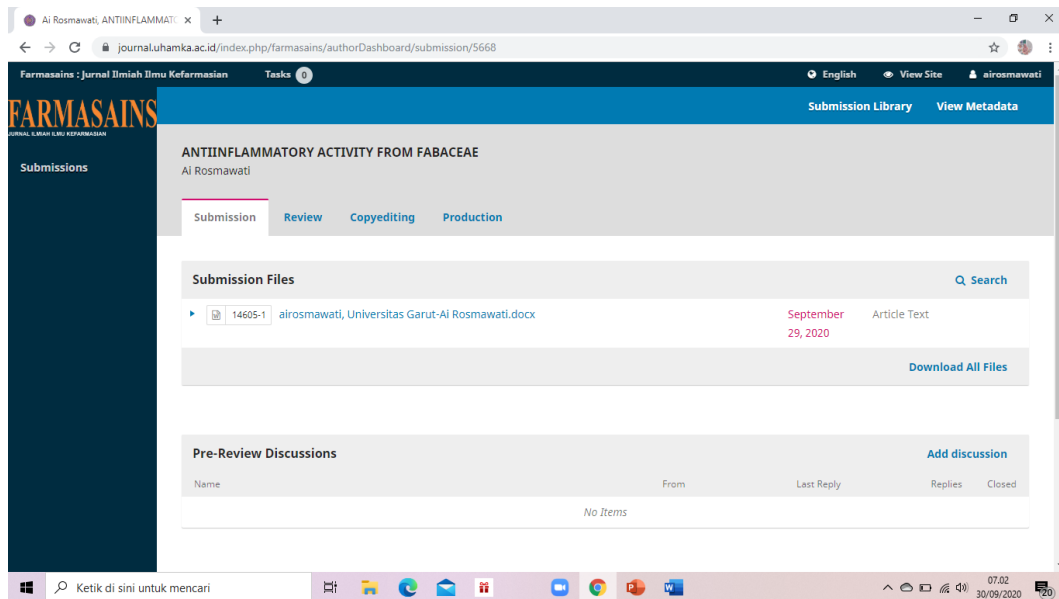 Ai Rosmawati, ANTIINFLAMMATO
journal.uhamka.ac.id/index.php/farmasains/authorDashboard/submission/5668
Farmasains : Jurnal Ilmiah Ilmu Kefarmasian Tasks 0 English View Site airosmawati
FARMASAINS Submission Library View Metadata
JURNAL ILMIAH ILMU KEFARMASIAN
Submissions
ANTIINFLAMMATORY ACTIVITY FROM FABACEAE
Ai Rosmawati
Submission Review Copyediting Production
Submission Files Search
14605-1 airosmawati, Universitas Garut-Ai Rosmawati.docx September 29, 2020 Article Text
Download All Files
Pre-Review Discussions Add discussion
Name From Last Reply Replies Closed
No Items
Ketik di sini untuk mencari 07.02
30/09/2020 20